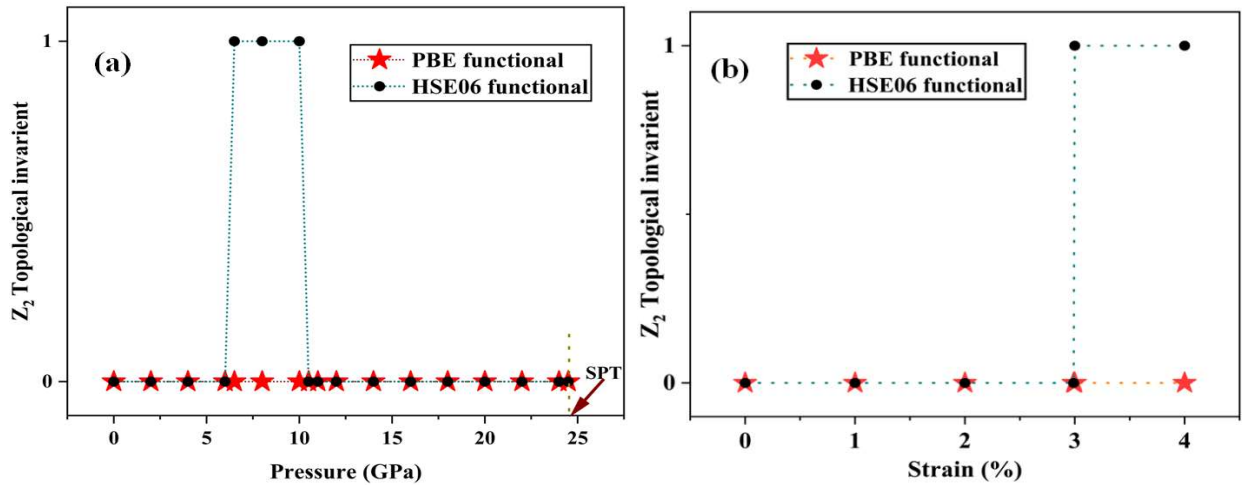 (a)
PBE functional
HSE06 functional
Z₂ Topological invarient
1
0
SPT
0 5 10 15 20 25
Pressure (GPa)
(b)
PBE functional
HSE06 functional
Z₂ Topological invarient
1
0
0 1 2 3 4
Strain (%)